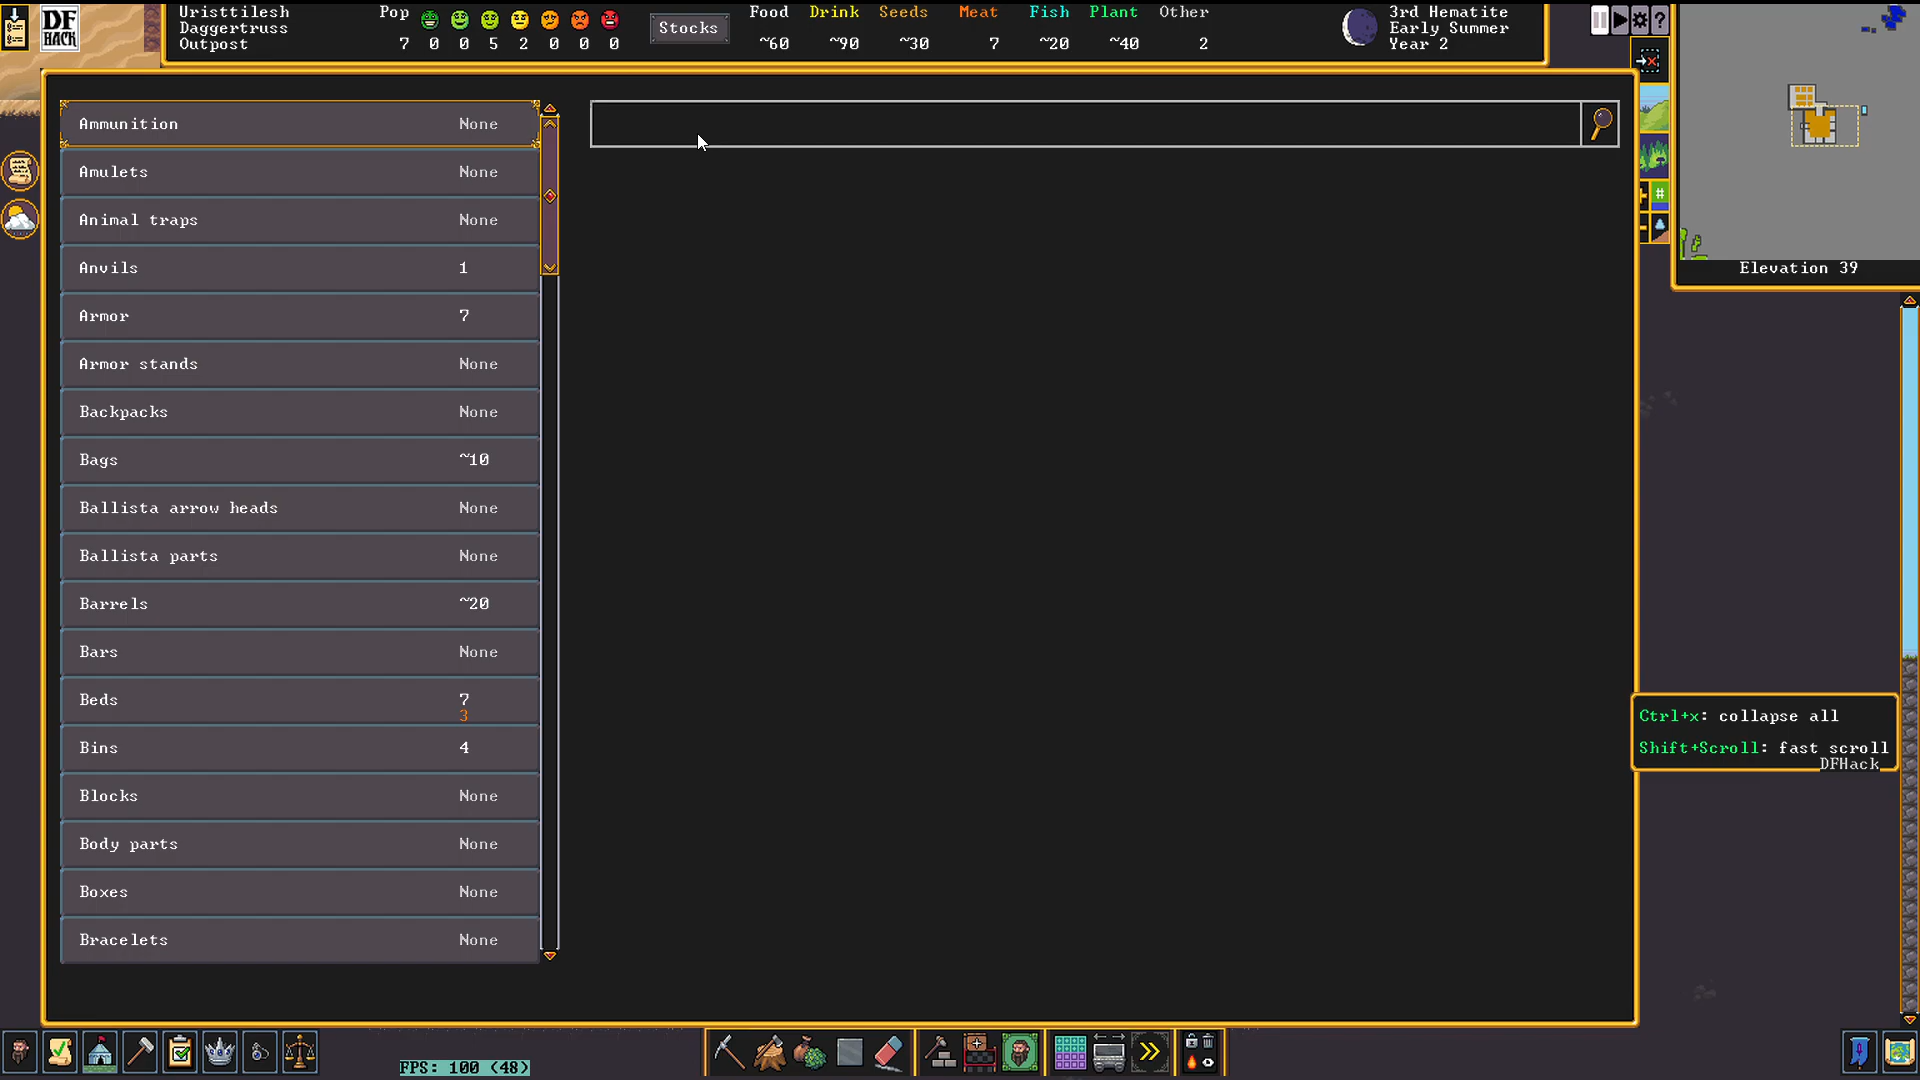 DF
HACK
Uristtilesh
Daggertruss
Outpost
Pop
7 0 0 5 2 0 0 0
Stocks
Food Drink Seeds Meat Fish Plant Other
~60 ~90 ~30 7 ~20 ~40 2
3rd Hematite
Early Summer
Year 2
?
Elevation 39
Ammunition None
Amulets None
Animal traps None
Anvils 1
Armor 7
Armor stands None
Backpacks None
Bags ~10
Ballista arrow heads None
Ballista parts None
Barrels ~20
Bars None
Beds 7
3
Bins 4
Blocks None
Body parts None
Boxes None
Bracelets None
Ctrl+x: collapse all
Shift+Scroll: fast scroll
DFHack
FPS: 100 (48)